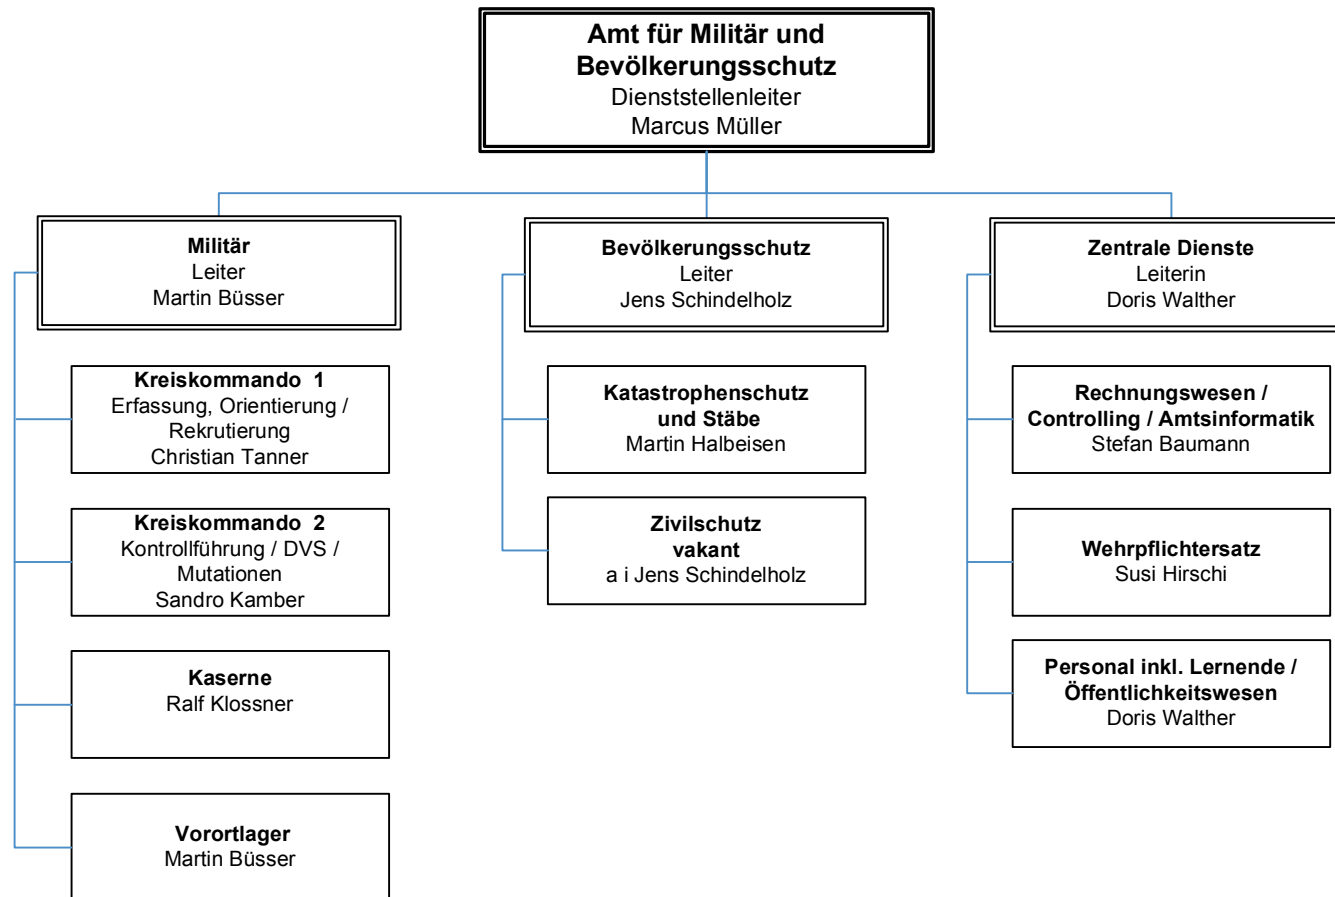 Amt für Militär und
Bevölkerungsschutz
Dienststellenleiter
Marcus Müller
Militär
Leiter
Martin Büsser
Kreiskommando  1
Erfassung, Orientierung /
Rekrutierung
Christian Tanner
Kreiskommando  2
Kontrollführung / DVS /
Mutationen
Sandro Kamber
Kaserne
Ralf Klossner
Vorortlager
Martin Büsser
Bevölkerungsschutz
Leiter
Jens Schindelholz
Katastrophenschutz
und Stäbe
Martin Halbeisen
Zivilschutz
vakant
a i Jens Schindelholz
Zentrale Dienste
Leiterin
Doris Walther
Rechnungswesen /
Controlling / Amtsinformatik
Stefan Baumann
Wehrpflichtersatz
Susi Hirschi
Personal inkl. Lernende /
Öffentlichkeitswesen
Doris Walther